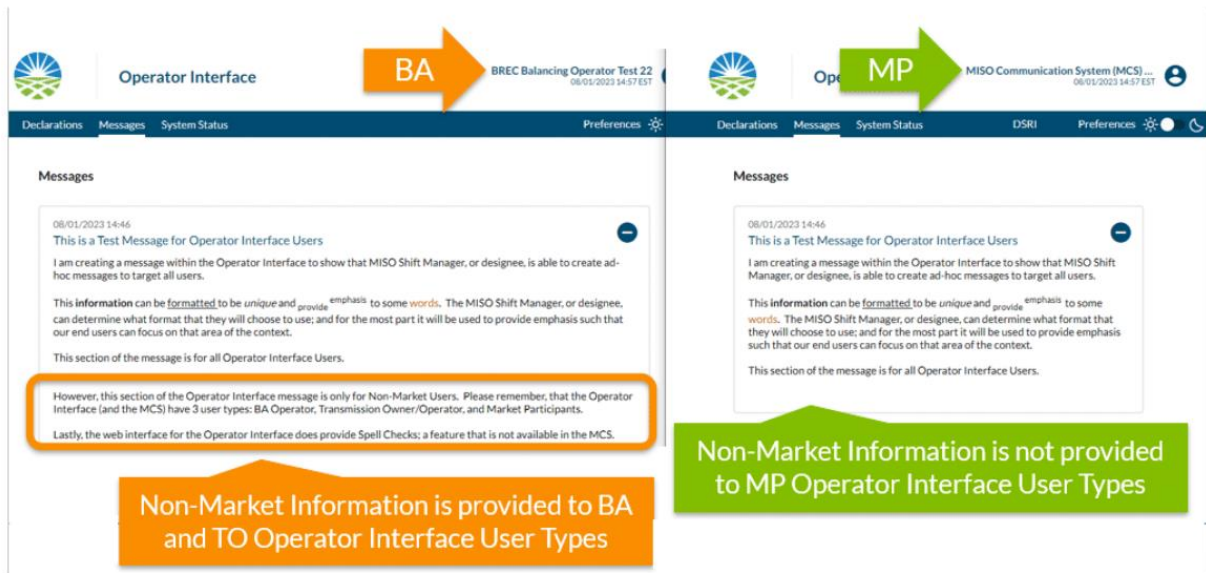 Operator Interface
BA
BREC Balancing Operator Test 22
08/01/2023 14:57 EST
Declarations Messages System Status Preferences
Messages
08/01/2023 14:46
This is a Test Message for Operator Interface Users
I am creating a message within the Operator Interface to show that MISO Shift Manager, or designee, is able to create ad-
hoc messages to target all users.
This information can be formatted to be unique and provide emphasis to some words. The MISO Shift Manager, or designee,
can determine what format that they will choose to use; and for the most part it will be used to provide emphasis such that
our end users can focus on that area of the context.
This section of the message is for all Operator Interface Users.
However, this section of the Operator Interface message is only for Non-Market Users. Please remember, that the Operator
Interface (and the MCS) have 3 user types: BA Operator, Transmission Owner/Operator, and Market Participants.
Lastly, the web interface for the Operator Interface does provide Spell Checks; a feature that is not available in the MCS.
Non-Market Information is provided to BA
and TO Operator Interface User Types
Ope
MP
MISO Communication System (MCS) ...
08/01/2023 14:57 EST
Declarations Messages System Status DSRI Preferences
Messages
08/01/2023 14:46
This is a Test Message for Operator Interface Users
I am creating a message within the Operator Interface to show that MISO Shift
Manager, or designee, is able to create ad-hoc messages to target all users.
This information can be formatted to be unique and provide emphasis to some
words. The MISO Shift Manager, or designee, can determine what format that
they will choose to use; and for the most part it will be used to provide emphasis
such that our end users can focus on that area of the context.
This section of the message is for all Operator Interface Users.
Non-Market Information is not provided
to MP Operator Interface User Types